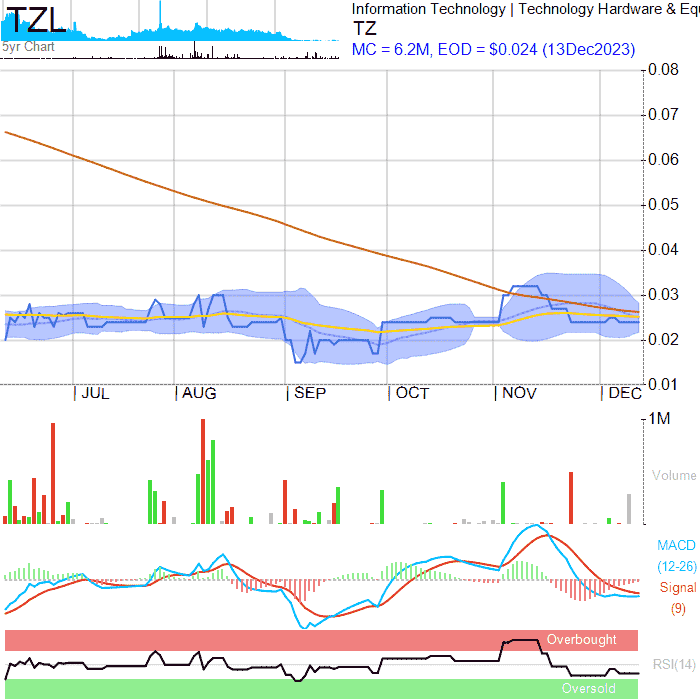 TZL
5yr Chart
Information Technology | Technology Hardware & Equ
TZ
MC = 6.2M, EOD = $0.024 (13Dec2023)
0.08
0.07
0.06
0.05
0.04
0.03
0.02
0.01
JUL AUG SEP OCT NOV DEC
1M
Volume
MACD
(12-26)
Signal
(9)
Overbought
RSI(14)
Oversold